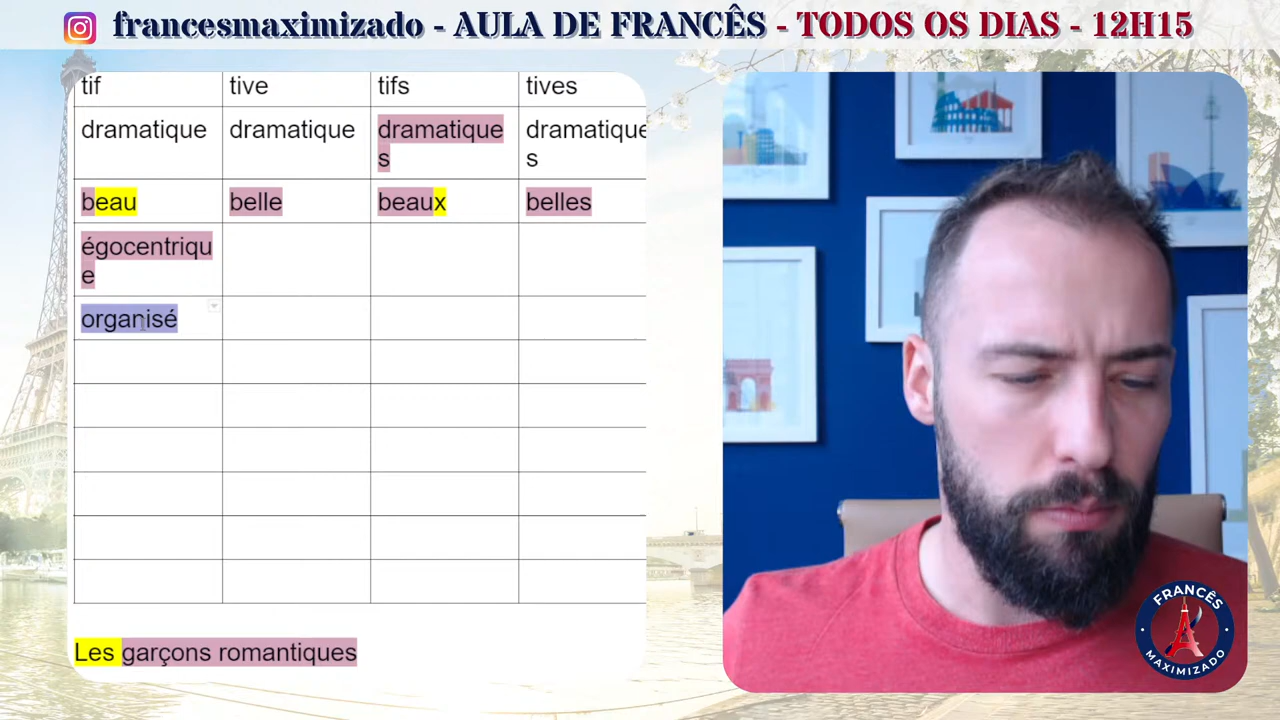 francesmaximizado - AULA DE FRANCÊS - TODOS OS DIAS - 12H15
tif tive tifs tives
dramatique dramatique dramatique dramatique
s s
beau belle beaux belles
égocentriqu
e
organisé
Les garçons romantiques
FRANCÊS
MAXIMIZADO